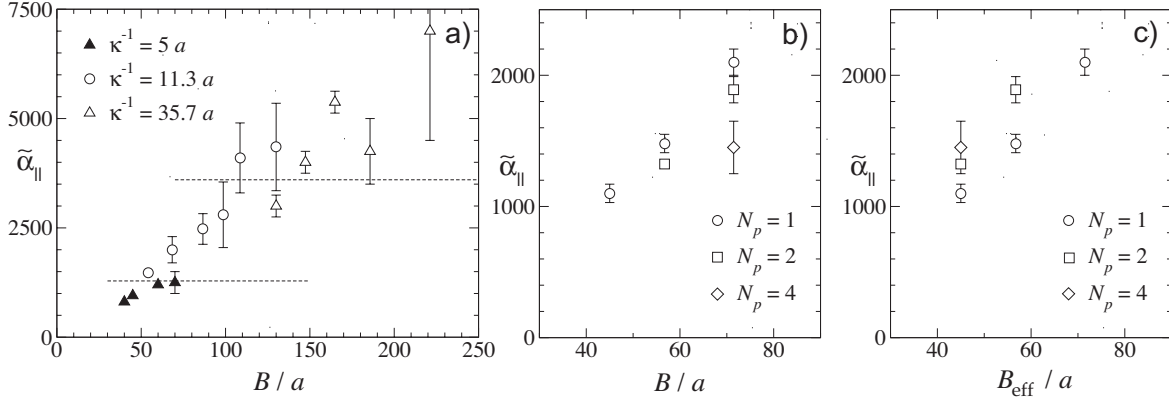 7500
5000
2500
0
α̃||
a)
κ⁻¹ = 5 a
κ⁻¹ = 11.3 a
κ⁻¹ = 35.7 a
0 50 100 150 200 250
B / a
b)
2000
1000
0
α̃||
N_p = 1
N_p = 2
N_p = 4
40 60 80
B / a
c)
2000
1000
0
α̃||
N_p = 1
N_p = 2
N_p = 4
40 60 80
B_eff / a